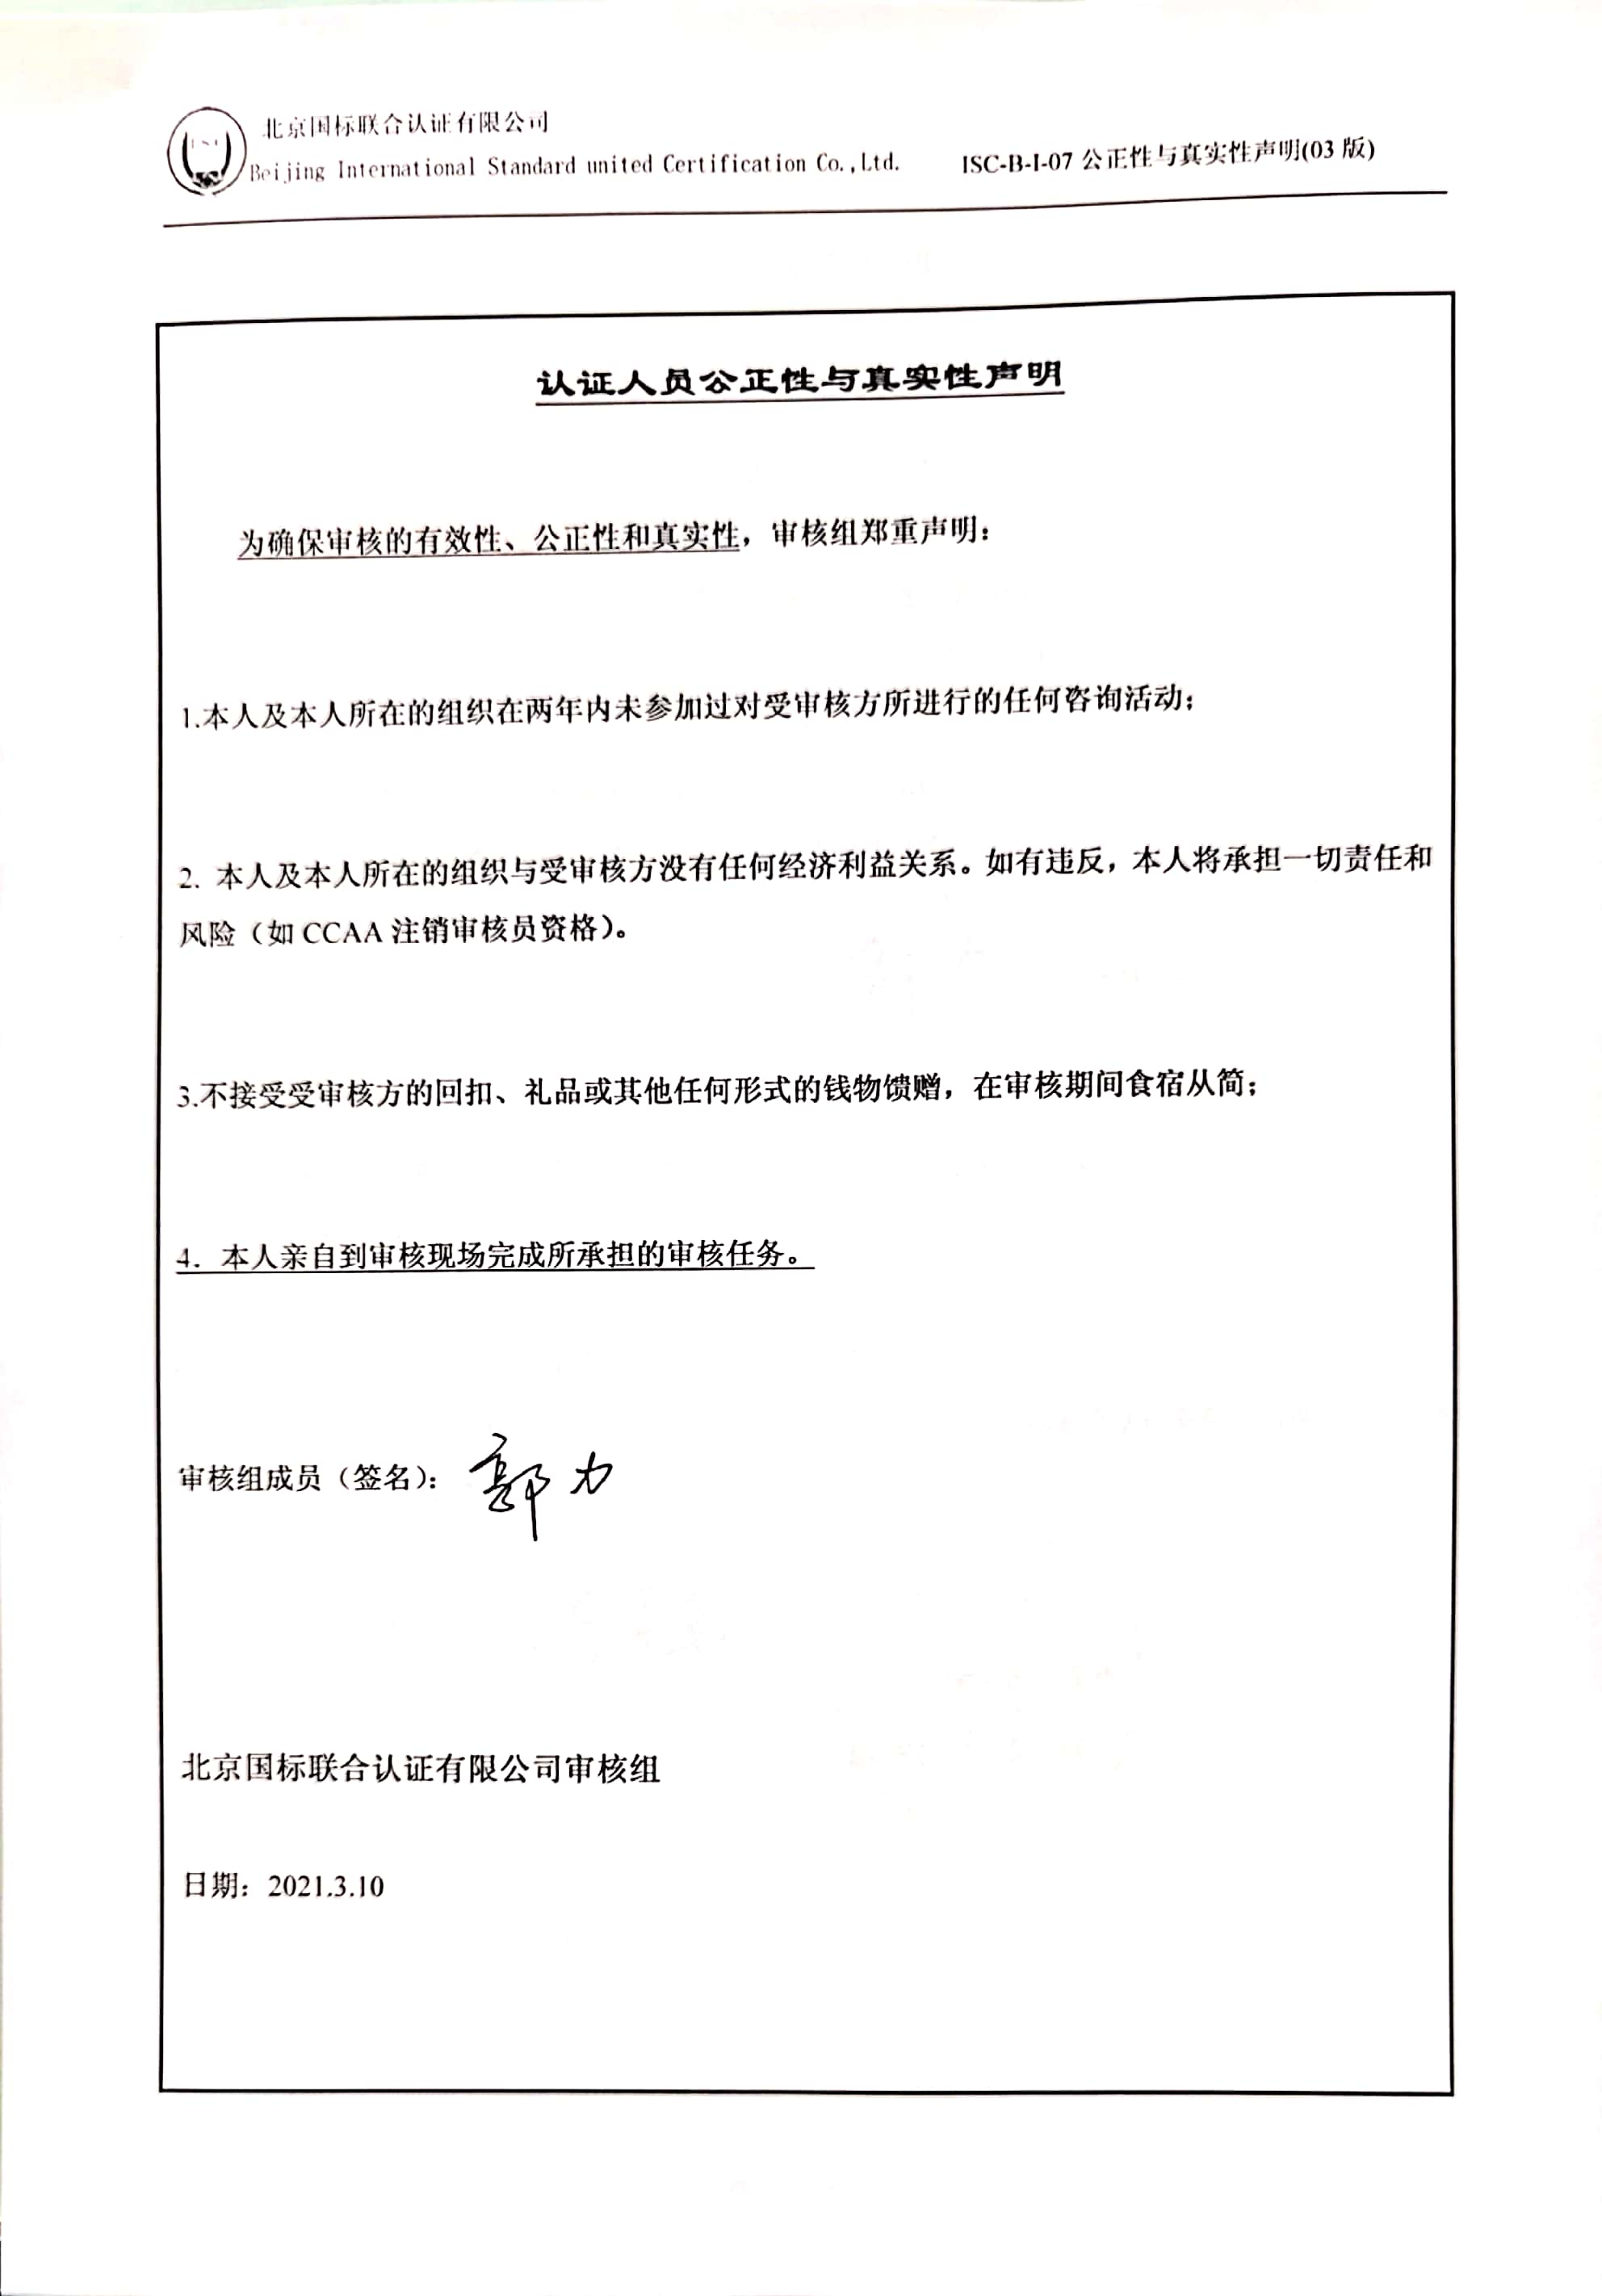 北京国标联合认证有限公司
Beijing International Standard united Certification Co.,Ltd.
ISC-B-I-07 公正性与真实性声明(03 版)
认证人员公正性与真实性声明
为确保审核的有效性、公正性和真实性，审核组郑重声明：
1.本人及本人所在的组织在两年内未参加过对受审核方所进行的任何咨询活动；
2. 本人及本人所在的组织与受审核方没有任何经济利益关系。如有违反，本人将承担一切责任和
风险（如 CCAA 注销审核员资格）。
3.不接受受审核方的回扣、礼品或其他任何形式的钱物馈赠，在审核期间食宿从简；
4. 本人亲自到审核现场完成所承担的审核任务。
审核组成员（签名）： 郭力
北京国标联合认证有限公司审核组
日期：2021.3.10